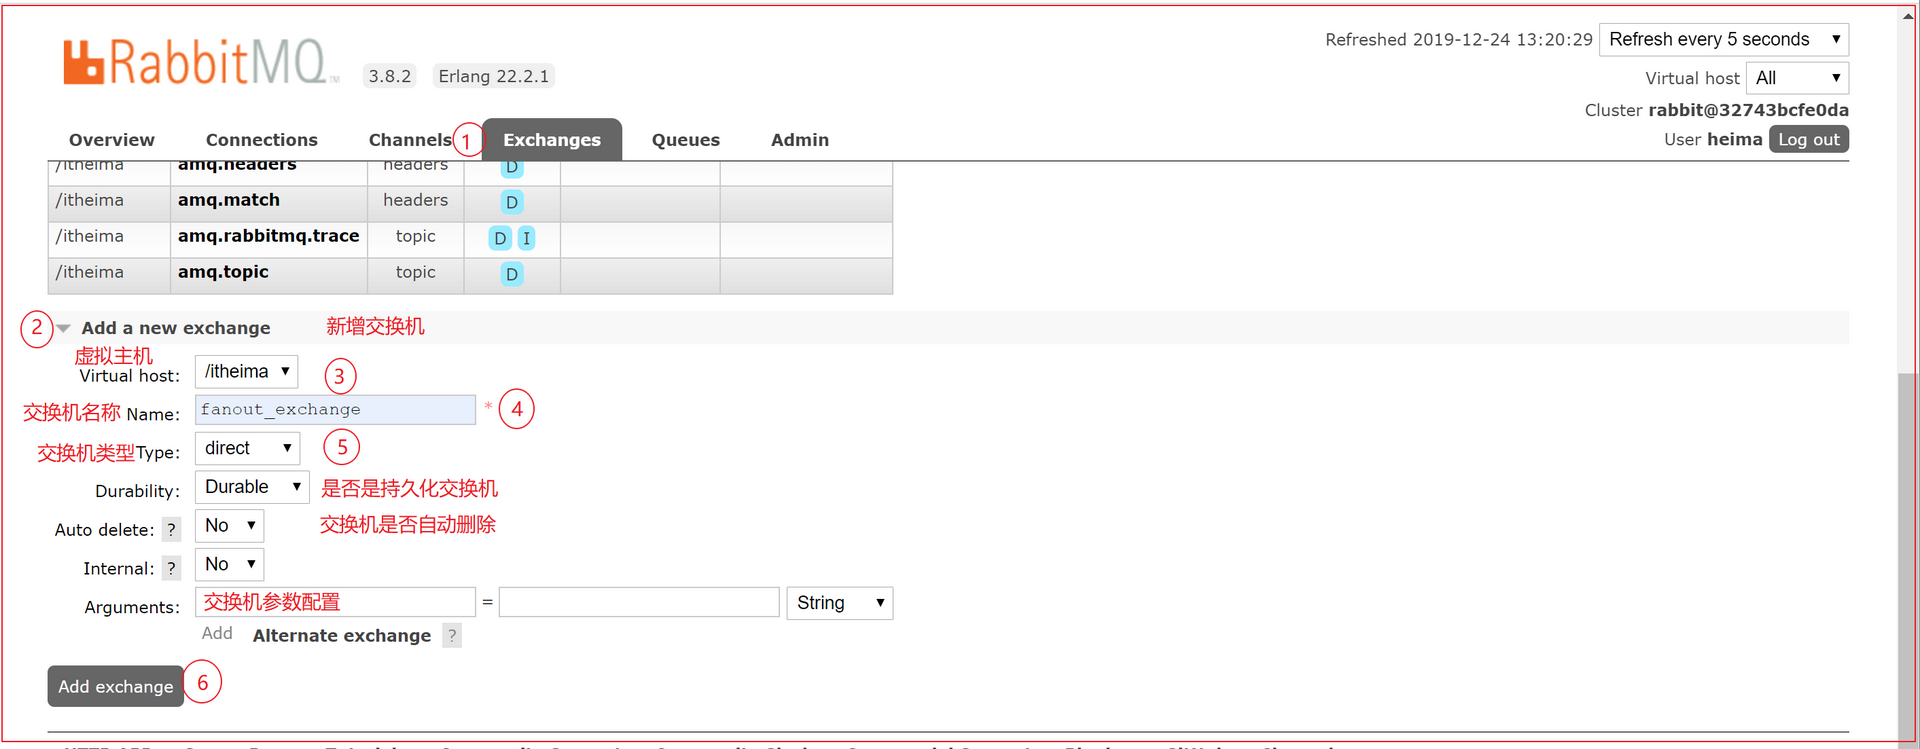 RabbitMQ TM 3.8.2 Erlang 22.2.1
Refreshed 2019-12-24 13:20:29 Refresh every 5 seconds
Virtual host All
Cluster rabbit@32743bcfe0da
User heima Log out
Overview Connections Channels 1 Exchanges Queues Admin
/itheima amq.headers headers D
/itheima amq.match headers D
/itheima amq.rabbitmq.trace topic D I
/itheima amq.topic topic D
2 Add a new exchange 新增交换机
虚拟主机
Virtual host: /itheima 3
交换机名称 Name: fanout_exchange * 4
交换机类型Type: direct 5
Durability: Durable 是否是持久化交换机
Auto delete: ? No 交换机是否自动删除
Internal: ? No
Arguments: 交换机参数配置 = String
Add Alternate exchange ?
Add exchange 6